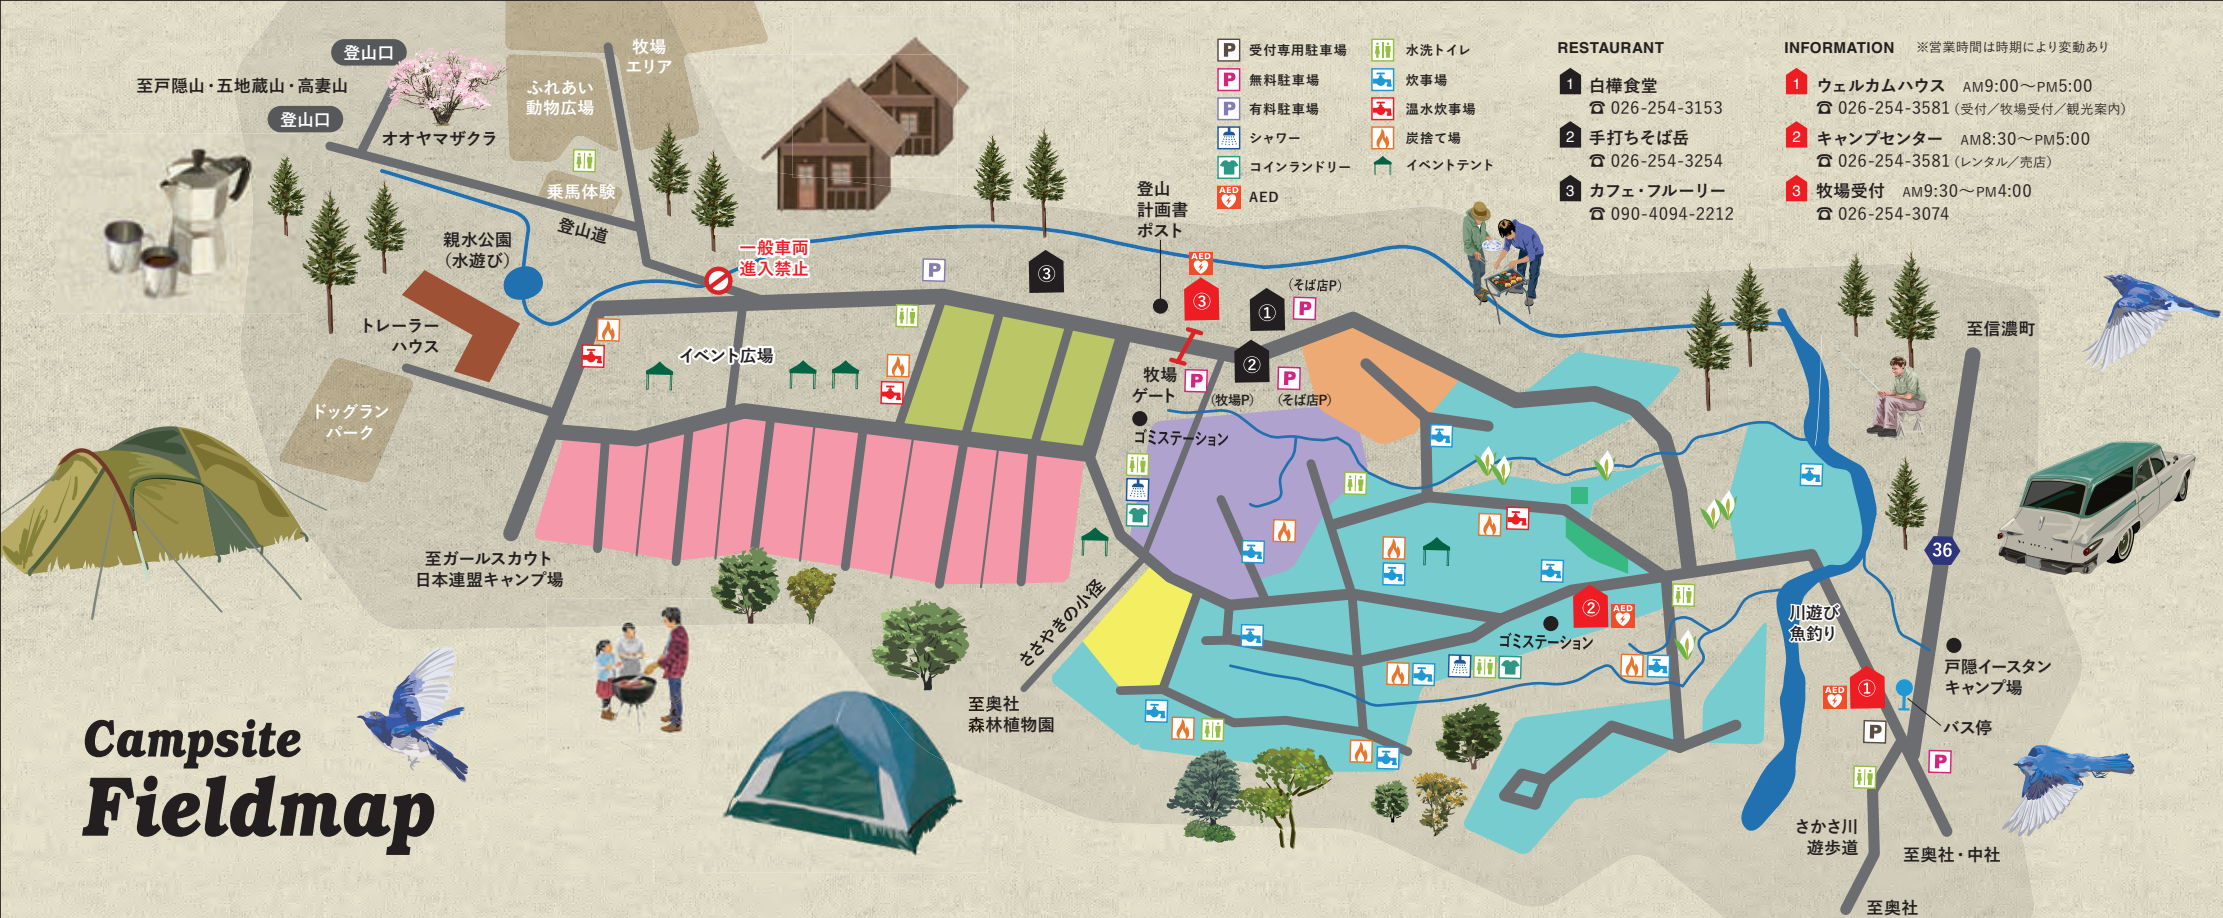 登山口
至戸隠山・五地蔵山・高妻山
登山口
オオヤマザクラ
ふれあい
動物広場
牧場
エリア
乗馬体験
登山道
親水公園
（水遊び）
一般車両
進入禁止
トレーラー
ハウス
ドッグラン
パーク
イベント広場
至ガールスカウト
日本連盟キャンプ場
P
3
登山
計画書
ポスト
AED
3
1
（そば店P）
P
2
牧場
ゲート
P
（牧場P）
P
（そば店P）
ゴミステーション
ささやきの小径
至奥社
森林植物園
2
AED
ゴミステーション
川遊び
魚釣り
至信濃町
36
戸隠イースタン
キャンプ場
バス停
AED
1
P
P
さかさ川
遊歩道
至奥社・中社
至奥社
P 受付専用駐車場
P 無料駐車場
P 有料駐車場
シャワー
コインランドリー
AED AED
水洗トイレ
炊事場
温水炊事場
炭捨て場
イベントテント
RESTAURANT
1 白樺食堂
☎ 026-254-3153
2 手打ちそば岳
☎ 026-254-3254
3 カフェ・フルーリー
☎ 090-4094-2212
INFORMATION ※営業時間は時期により変動あり
1 ウェルカムハウス AM9:00〜PM5:00
☎ 026-254-3581（受付／牧場受付／観光案内）
2 キャンプセンター AM8:30〜PM5:00
☎ 026-254-3581（レンタル／売店）
3 牧場受付 AM9:30〜PM4:00
☎ 026-254-3074
Campsite
Fieldmap